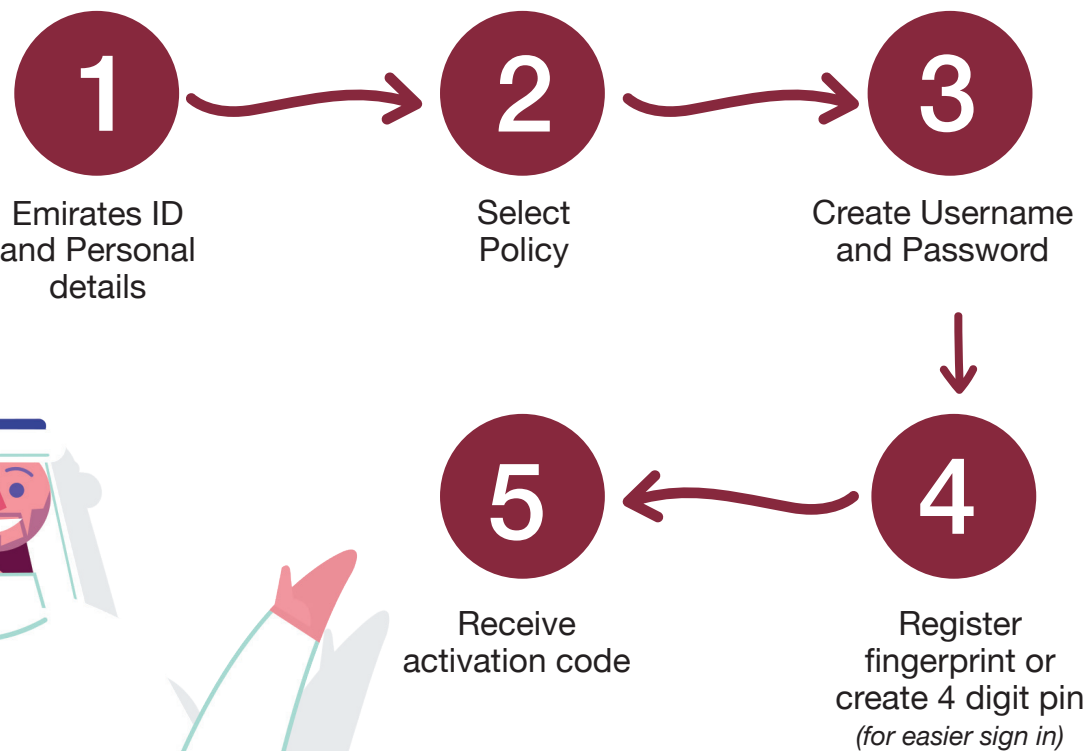 1
Emirates ID
and Personal
details
2
Select
Policy
3
Create Username
and Password
4
Register
fingerprint or
create 4 digit pin
(for easier sign in)
5
Receive
activation code